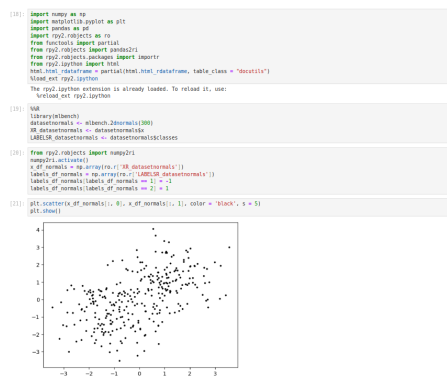 [18]:
import numpy as np
import matplotlib.pyplot as plt
import pandas as pd
import rpy2.robjects as ro
from functools import partial
from rpy2.robjects import pandas2ri
from rpy2.robjects.packages import importr
from rpy2.ipython import html
html.html_rdataframe = partial(html.html_rdataframe, table_class = "docutils")
%load_ext rpy2.ipython
The rpy2.ipython extension is already loaded. To reload it, use:
%reload_ext rpy2.ipython
[19]:
%%R
library(mlbench)
datasetnormals <- mlbench.2dnormals(300)
XR_datasetnormals <- datasetnormals$x
LABELSR_datasetnormals <- datasetnormals$classes
[20]:
from rpy2.robjects import numpy2ri
numpy2ri.activate()
x_df_normals = np.array(ro.r['XR_datasetnormals'])
labels_df_normals = np.array(ro.r['LABELSR_datasetnormals'])
labels_df_normals[labels_df_normals == 1] = -1
labels_df_normals[labels_df_normals == 2] = 1
[21]:
plt.scatter(x_df_normals[:, 0], x_df_normals[:, 1], color = 'black', s = 5)
plt.show()
4
3
2
1
0
−1
−2
−3
−3 −2 −1 0 1 2 3